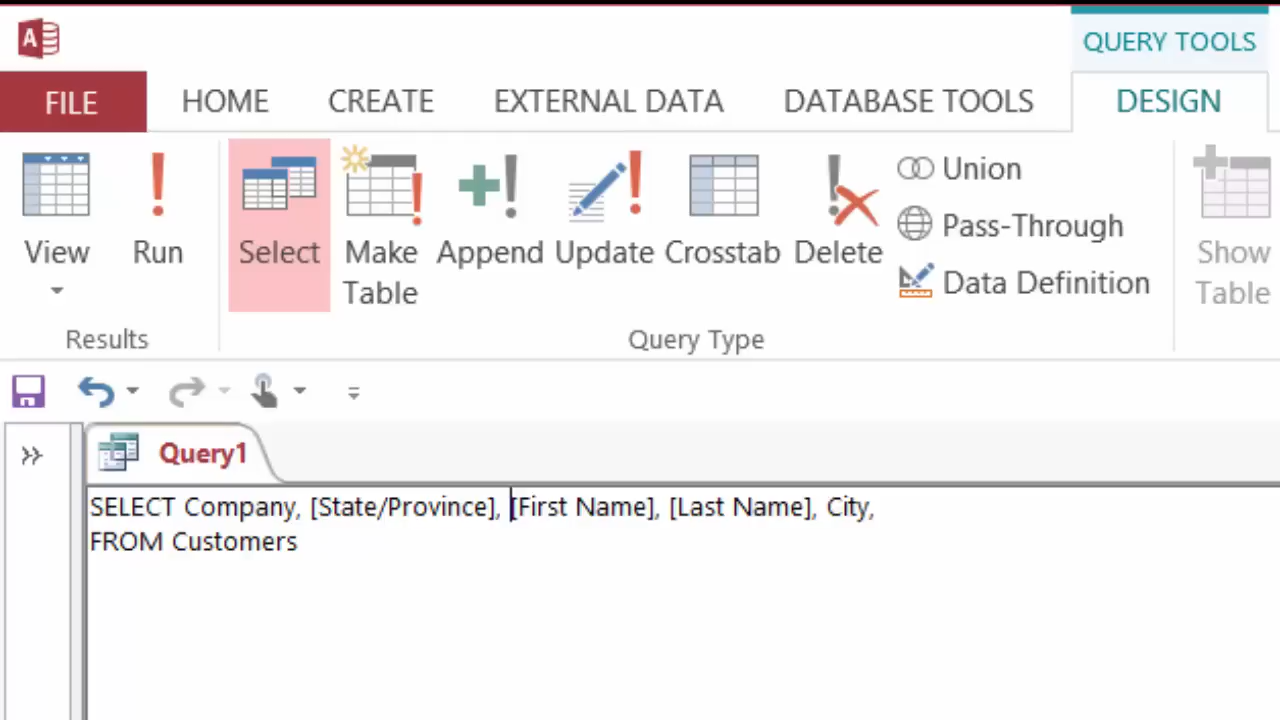 QUERY TOOLS
FILE HOME CREATE EXTERNAL DATA DATABASE TOOLS DESIGN
View Run Select Make Table Append Update Crosstab Delete Union Pass-Through Data Definition Show Table
Results Query Type
Query1
SELECT Company, [State/Province], [First Name], [Last Name], City,
FROM Customers